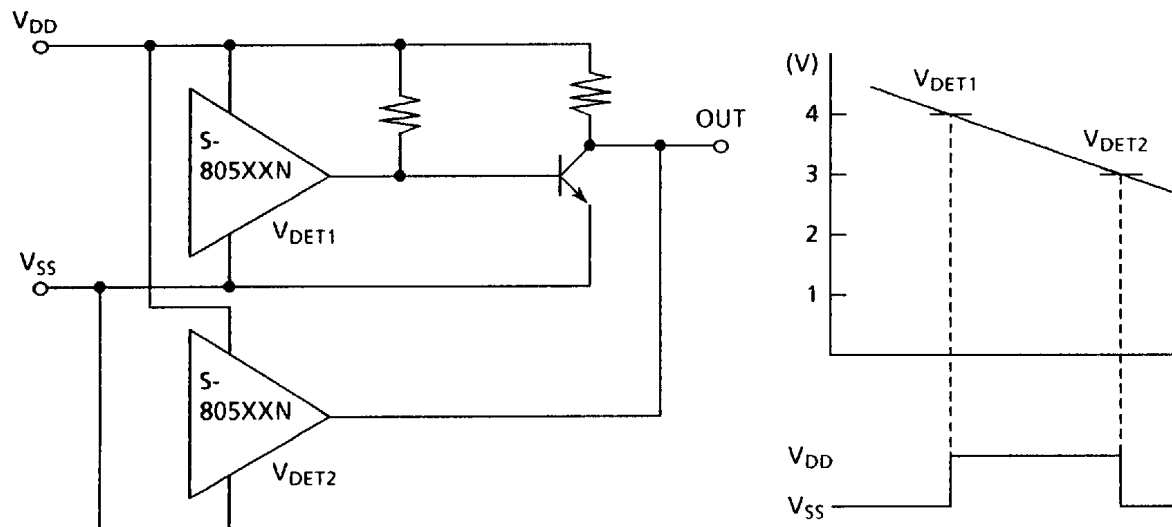 VDD
S-
805XXN
VDET1
VSS
S-
805XXN
VDET2
OUT
(V)
4
3
2
1
VDET1
VDET2
VDD
VSS